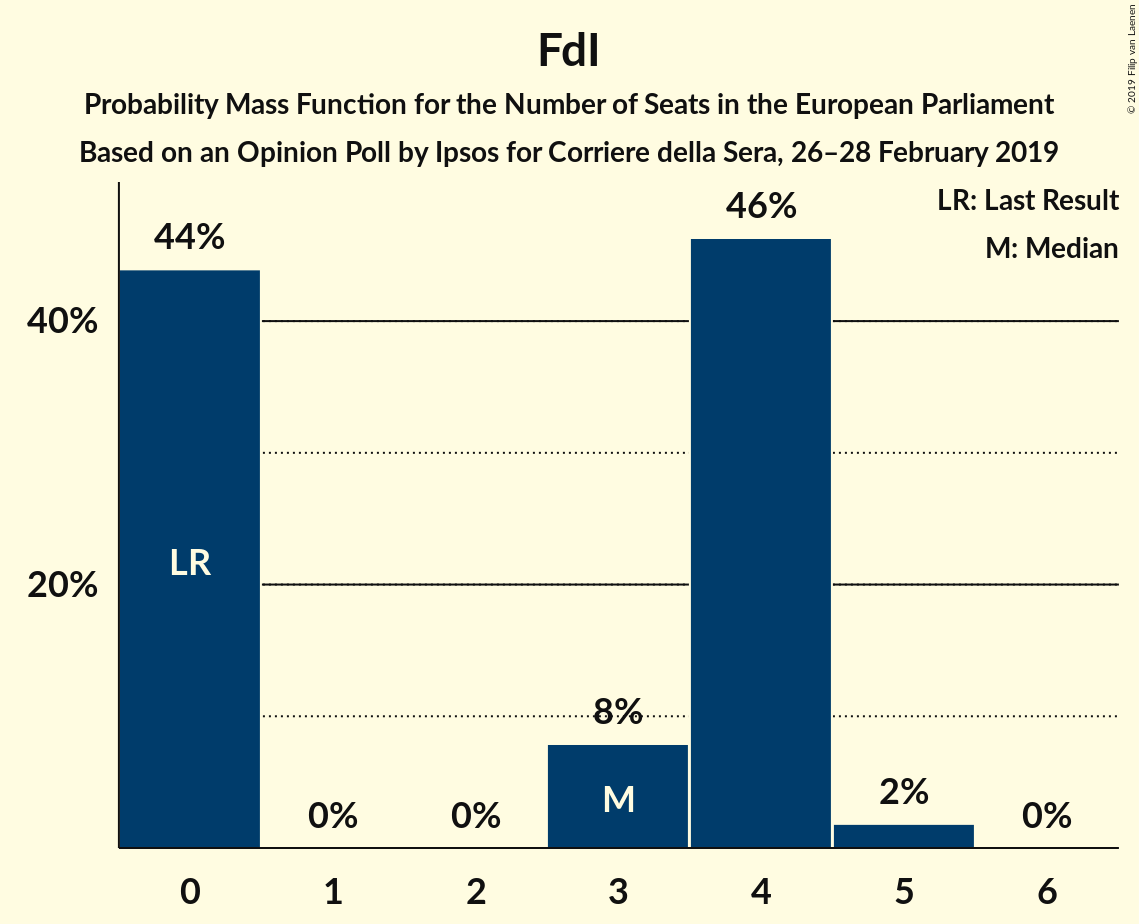 FdI
Probability Mass Function for the Number of Seats in the European Parliament
Based on an Opinion Poll by Ipsos for Corriere della Sera, 26–28 February 2019
© 2019 Filip van Laenen
LR: Last Result
M: Median
44%
0%
0%
8%
46%
2%
0%
40%
20%
LR
M
0 1 2 3 4 5 6